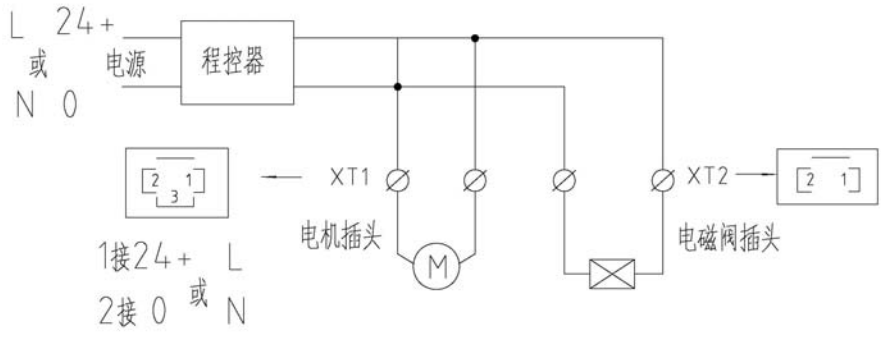 L 24+
或 电源 程控器
N 0
2 1
3
XT1
XT2
2 1
电机插头
M
电磁阀插头
1接24+ L
或
2接0 N